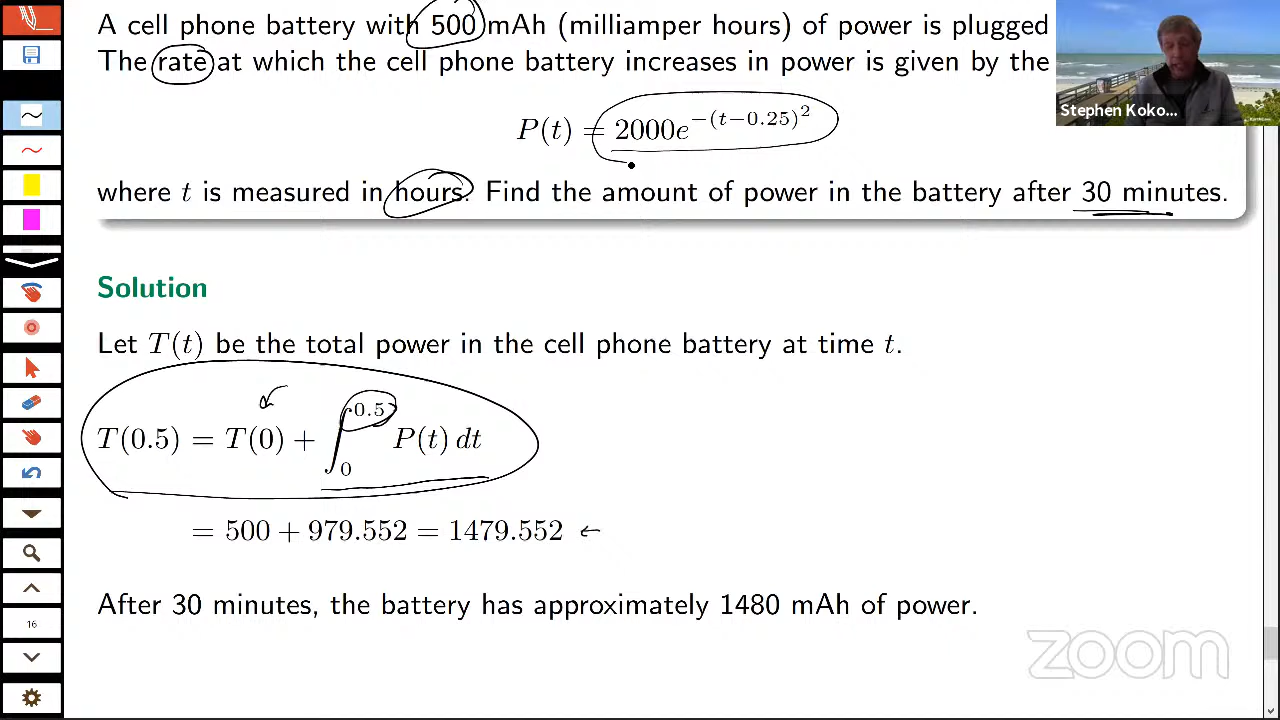 A cell phone battery with 500 mAh (milliamper hours) of power is plugged
The rate at which the cell phone battery increases in power is given by the
Stephen Koko...
P(t) = 2000e^{-(t-0.25)^2}
where t is measured in hours. Find the amount of power in the battery after 30 minutes.
Solution
Let T(t) be the total power in the cell phone battery at time t.
T(0.5) = T(0) + ∫_0^{0.5} P(t) dt
= 500 + 979.552 = 1479.552 ←
After 30 minutes, the battery has approximately 1480 mAh of power.
16
zoom